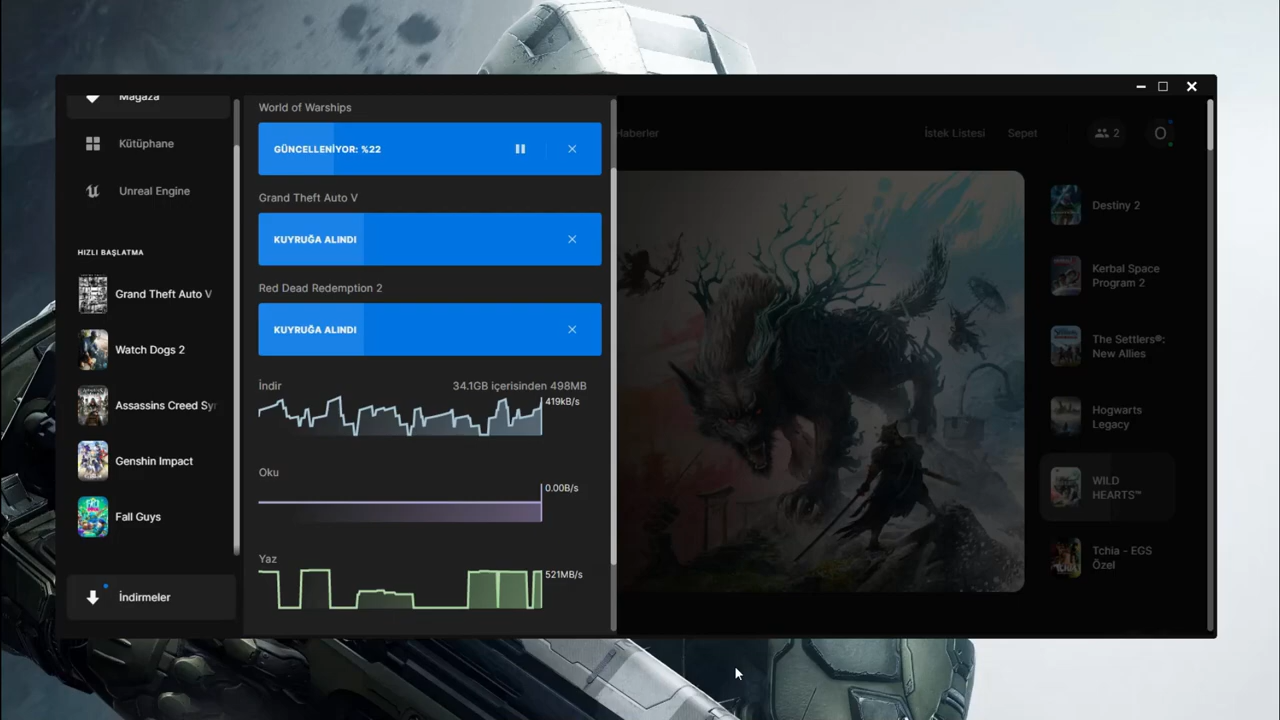 Mağaza
Kütüphane
Unreal Engine
HIZLI BAŞLATMA
Grand Theft Auto V
Watch Dogs 2
Assassins Creed Syr
Genshin Impact
Fall Guys
İndirmeler
World of Warships
GÜNCELLENİYOR: %22
Grand Theft Auto V
KUYRUĞA ALINDI
Red Dead Redemption 2
KUYRUĞA ALINDI
İndir
34.1GB içerisinden 498MB
419kB/s
Oku
0.00B/s
Yaz
521MB/s
Haberler
İstek Listesi
Sepet
2
O
Destiny 2
Kerbal Space
Program 2
The Settlers®:
New Allies
Hogwarts
Legacy
WILD
HEARTS™
Tchia - EGS
Özel